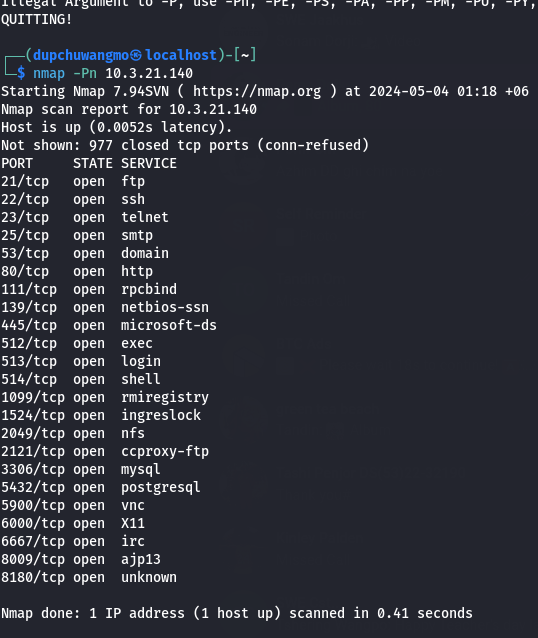 Illegal Argument to -P, use -Pn, -PE, -PS, -PA, -PP, -PM, -PU, -PY,
QUITTING!
┌──(dupchuwangmo㉿localhost)-[~]
└─$ nmap -Pn 10.3.21.140
Starting Nmap 7.94SVN ( https://nmap.org ) at 2024-05-04 01:18 +06
Nmap scan report for 10.3.21.140
Host is up (0.0052s latency).
Not shown: 977 closed tcp ports (conn-refused)
PORT     STATE SERVICE
21/tcp   open  ftp
22/tcp   open  ssh
23/tcp   open  telnet
25/tcp   open  smtp
53/tcp   open  domain
80/tcp   open  http
111/tcp  open  rpcbind
139/tcp  open  netbios-ssn
445/tcp  open  microsoft-ds
512/tcp  open  exec
513/tcp  open  login
514/tcp  open  shell
1099/tcp open  rmiregistry
1524/tcp open  ingreslock
2049/tcp open  nfs
2121/tcp open  ccproxy-ftp
3306/tcp open  mysql
5432/tcp open  postgresql
5900/tcp open  vnc
6000/tcp open  X11
6667/tcp open  irc
8009/tcp open  ajp13
8180/tcp open  unknown
Nmap done: 1 IP address (1 host up) scanned in 0.41 seconds